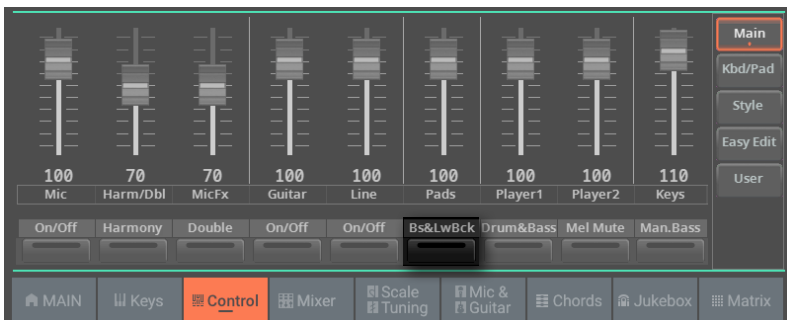 Main
Kbd/Pad
Style
Easy Edit
User
100 70 70 100 100 100 100 100 110
Mic Harm/Dbl MicFx Guitar Line Pads Player1 Player2 Keys
On/Off Harmony Double On/Off On/Off Bs&LwBck Drum&Bass Mel Mute Man.Bass
MAIN Keys Control Mixer Scale Tuning Mic & Guitar Chords Jukebox Matrix